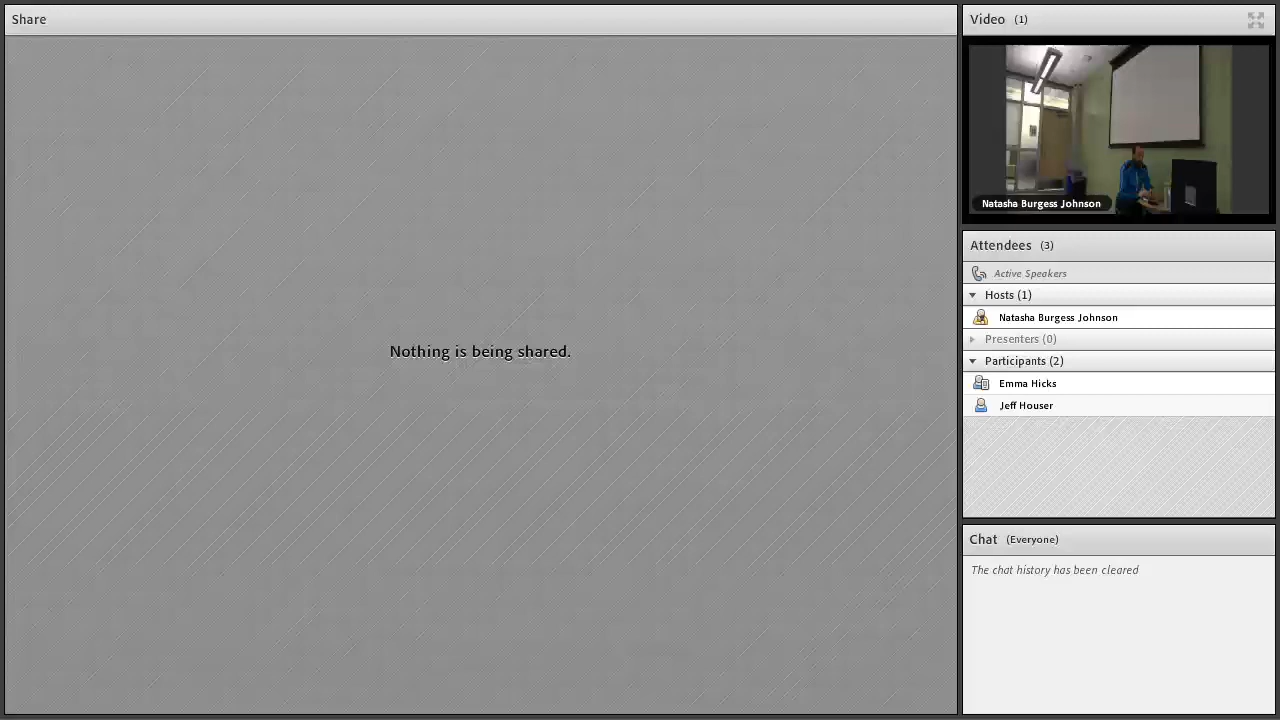 Share
Nothing is being shared.
Video (1)
Natasha Burgess Johnson
Attendees (3)
Active Speakers
Hosts (1)
Natasha Burgess Johnson
Presenters (0)
Participants (2)
Emma Hicks
Jeff Houser
Chat (Everyone)
The chat history has been cleared